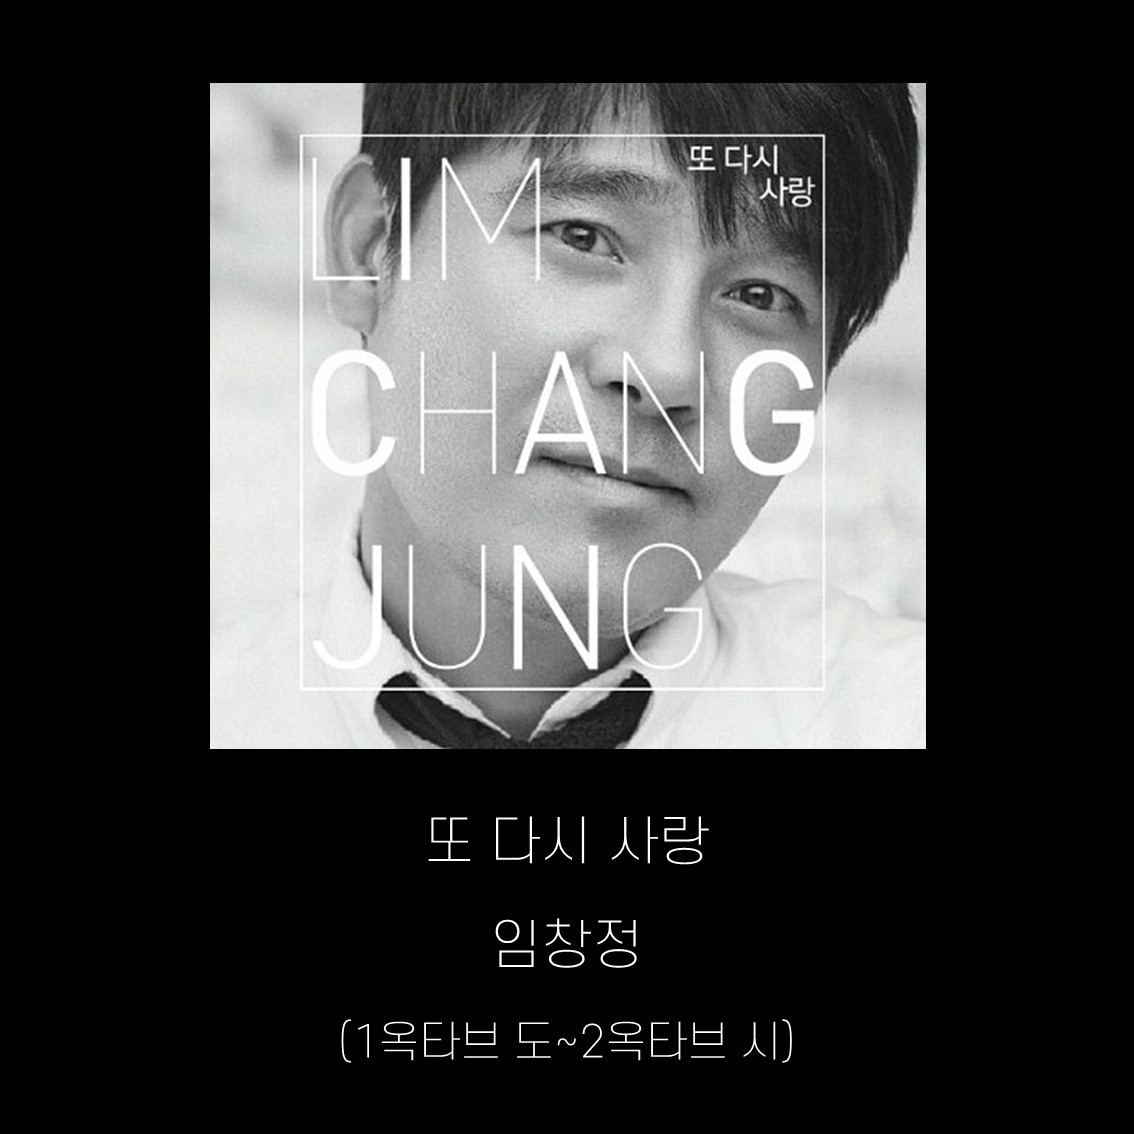 LIM
또 다시
사랑
CHANG
JUNG
또 다시 사랑
임창정
(1옥타브 도~2옥타브 시)